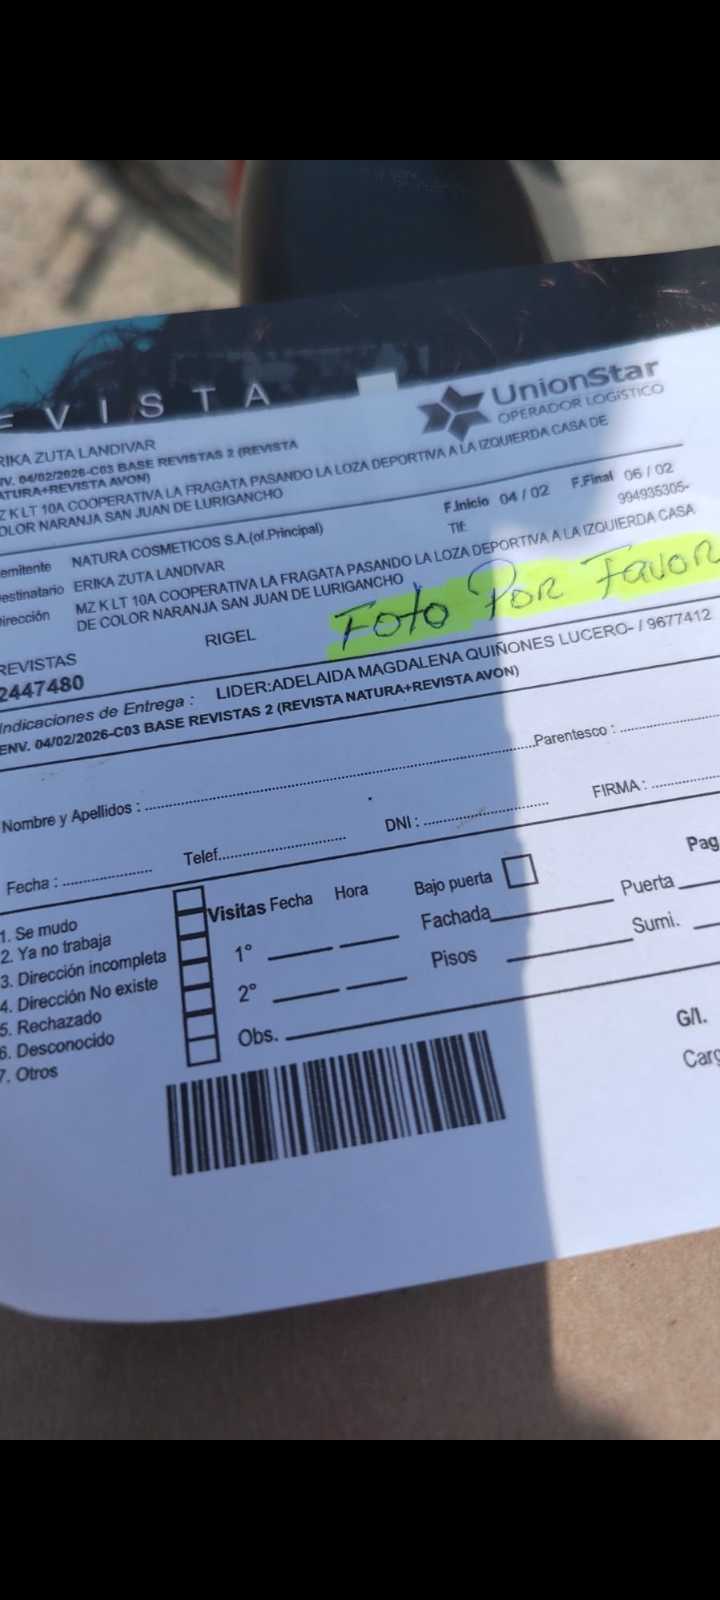 EVISTA
UnionStar
OPERADOR LOGÍSTICO
RIKA ZUTA LANDIVAR
NV. 04/02/2026-C03 BASE REVISTAS 2 (REVISTA
ATURA+REVISTA AVON)
Z K LT 10A COOPERATIVA LA FRAGATA PASANDO LA LOZA DEPORTIVA A LA IZQUIERDA CASA DE
OLOR NARANJA SAN JUAN DE LURIGANCHO
F.Inicio 04 / 02 F.Final 06 / 02
emitente NATURA COSMETICOS S.A.(of.Principal) Tlf: 994935305-
estinatario ERIKA ZUTA LANDIVAR
irección MZ K LT 10A COOPERATIVA LA FRAGATA PASANDO LA LOZA DEPORTIVA A LA IZQUIERDA CASA
DE COLOR NARANJA SAN JUAN DE LURIGANCHO
REVISTAS RIGEL Foto Por Favor
2447480
Indicaciones de Entrega : LIDER:ADELAIDA MAGDALENA QUIÑONES LUCERO- / 9677412
ENV. 04/02/2026-C03 BASE REVISTAS 2 (REVISTA NATURA+REVISTA AVON)
Nombre y Apellidos : Parentesco :
Fecha : Telef. DNI : FIRMA :
1. Se mudo
2. Ya no trabaja
3. Dirección incompleta
4. Dirección No existe
5. Rechazado
6. Desconocido
7. Otros
Visitas Fecha Hora Bajo puerta Pag
1° Fachada Puerta
2° Pisos Sumi.
Obs. G/I.
Carg